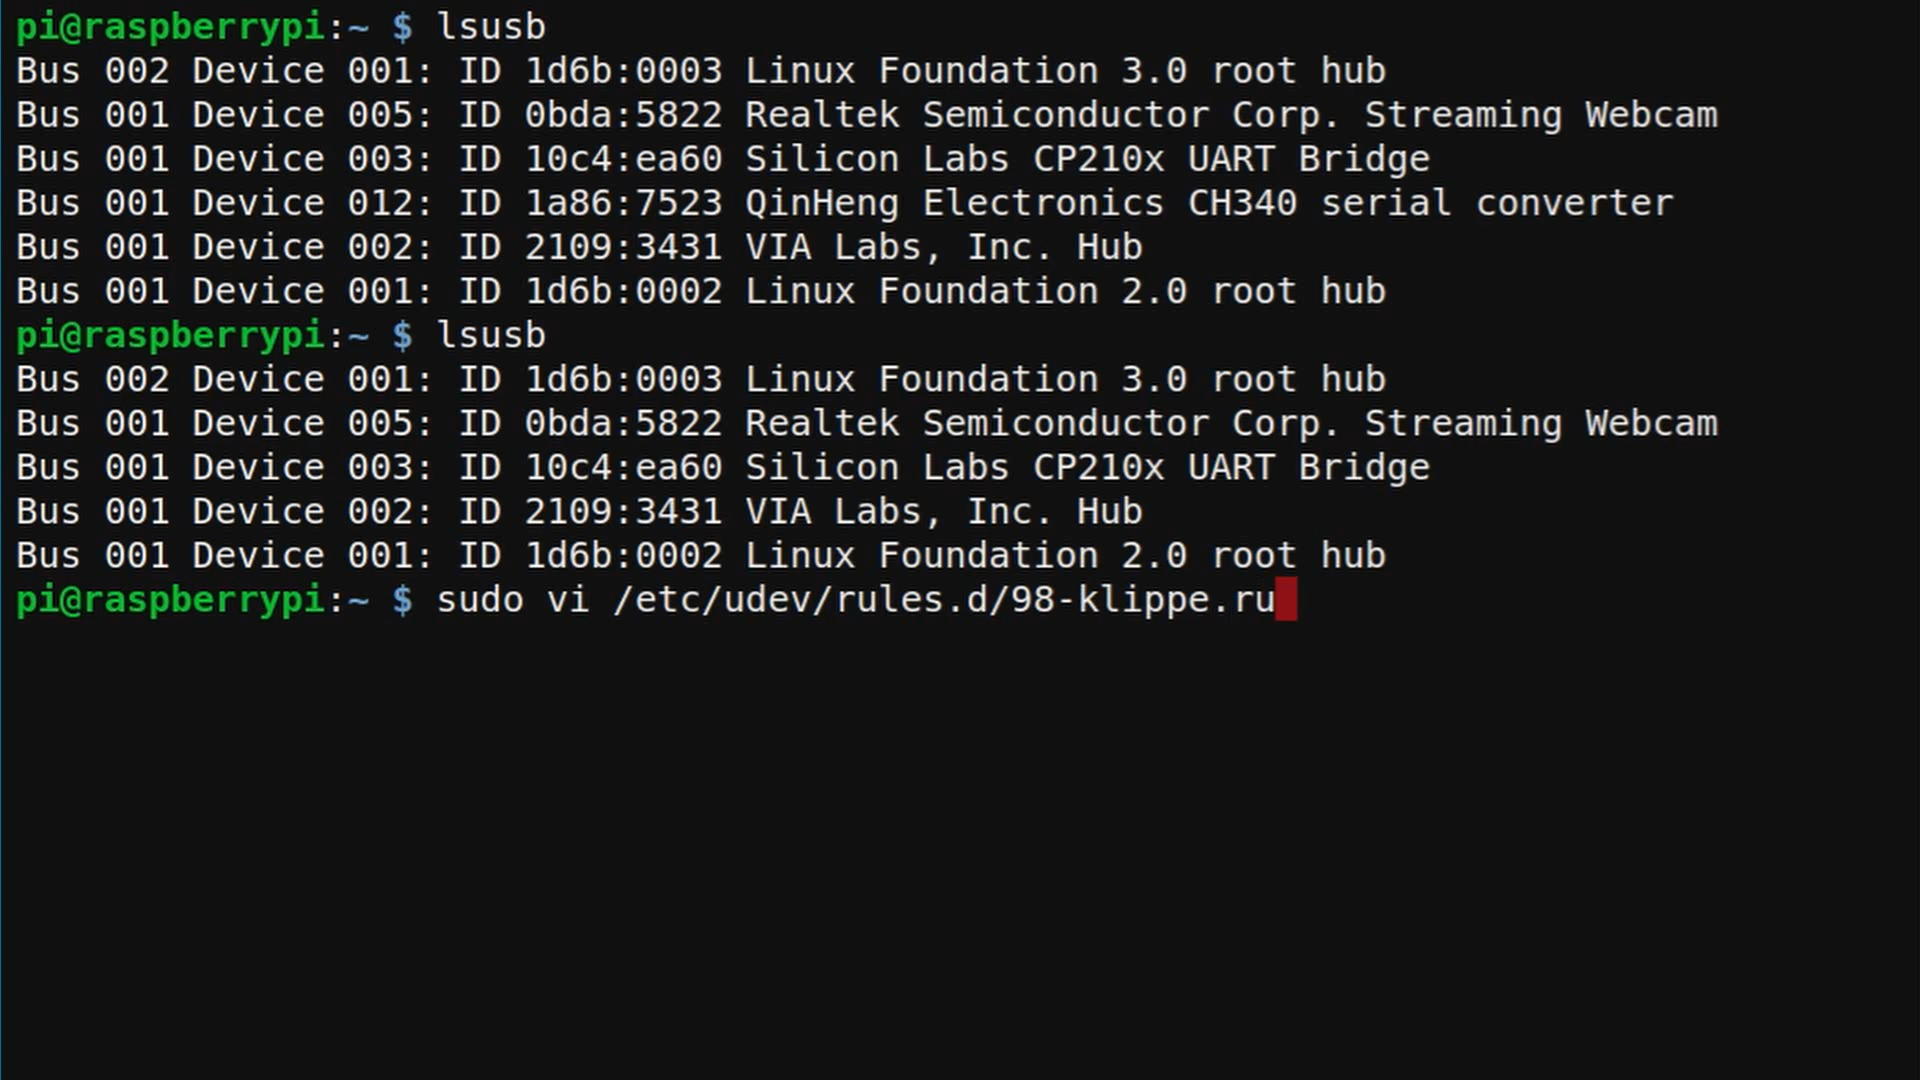 pi@raspberrypi:~ $ lsusb
Bus 002 Device 001: ID 1d6b:0003 Linux Foundation 3.0 root hub
Bus 001 Device 005: ID 0bda:5822 Realtek Semiconductor Corp. Streaming Webcam
Bus 001 Device 003: ID 10c4:ea60 Silicon Labs CP210x UART Bridge
Bus 001 Device 012: ID 1a86:7523 QinHeng Electronics CH340 serial converter
Bus 001 Device 002: ID 2109:3431 VIA Labs, Inc. Hub
Bus 001 Device 001: ID 1d6b:0002 Linux Foundation 2.0 root hub
pi@raspberrypi:~ $ lsusb
Bus 002 Device 001: ID 1d6b:0003 Linux Foundation 3.0 root hub
Bus 001 Device 005: ID 0bda:5822 Realtek Semiconductor Corp. Streaming Webcam
Bus 001 Device 003: ID 10c4:ea60 Silicon Labs CP210x UART Bridge
Bus 001 Device 002: ID 2109:3431 VIA Labs, Inc. Hub
Bus 001 Device 001: ID 1d6b:0002 Linux Foundation 2.0 root hub
pi@raspberrypi:~ $ sudo vi /etc/udev/rules.d/98-klippe.ru